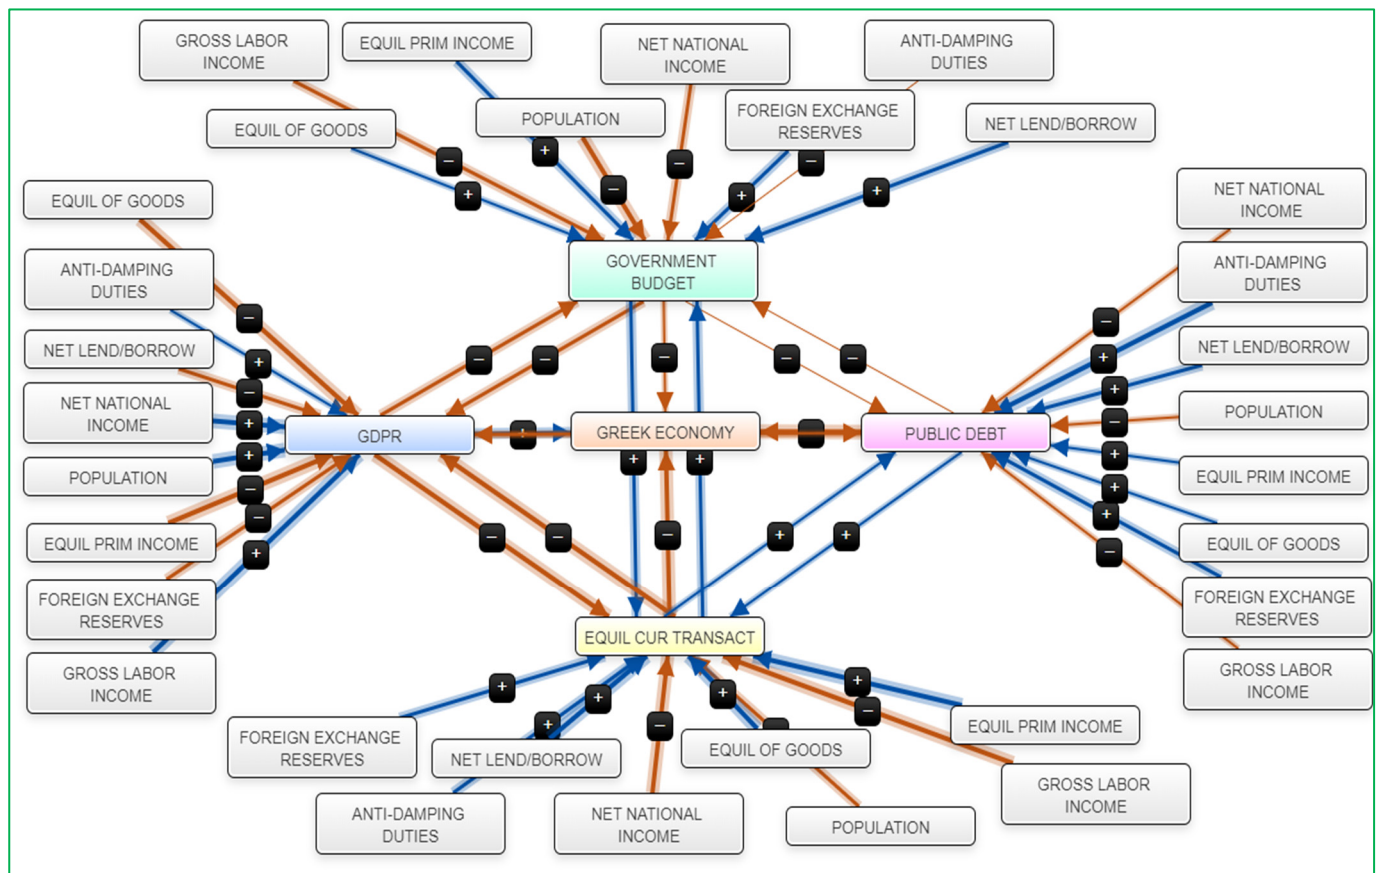 GROSS LABOR
INCOME
EQUIL PRIM INCOME
NET NATIONAL
INCOME
ANTI-DAMPING
DUTIES
EQUIL OF GOODS
POPULATION
FOREIGN EXCHANGE
RESERVES
NET LEND/BORROW
EQUIL OF GOODS
ANTI-DAMPING
DUTIES
NET LEND/BORROW
NET NATIONAL
INCOME
POPULATION
EQUIL PRIM INCOME
FOREIGN EXCHANGE
RESERVES
GROSS LABOR
INCOME
GOVERNMENT
BUDGET
GDPR
GREEK ECONOMY
PUBLIC DEBT
EQUIL CUR TRANSACT
NET NATIONAL
INCOME
ANTI-DAMPING
DUTIES
NET LEND/BORROW
POPULATION
EQUIL PRIM INCOME
EQUIL OF GOODS
FOREIGN EXCHANGE
RESERVES
GROSS LABOR
INCOME
FOREIGN EXCHANGE
RESERVES
NET LEND/BORROW
EQUIL OF GOODS
EQUIL PRIM INCOME
ANTI-DAMPING
DUTIES
NET NATIONAL
INCOME
POPULATION
GROSS LABOR
INCOME